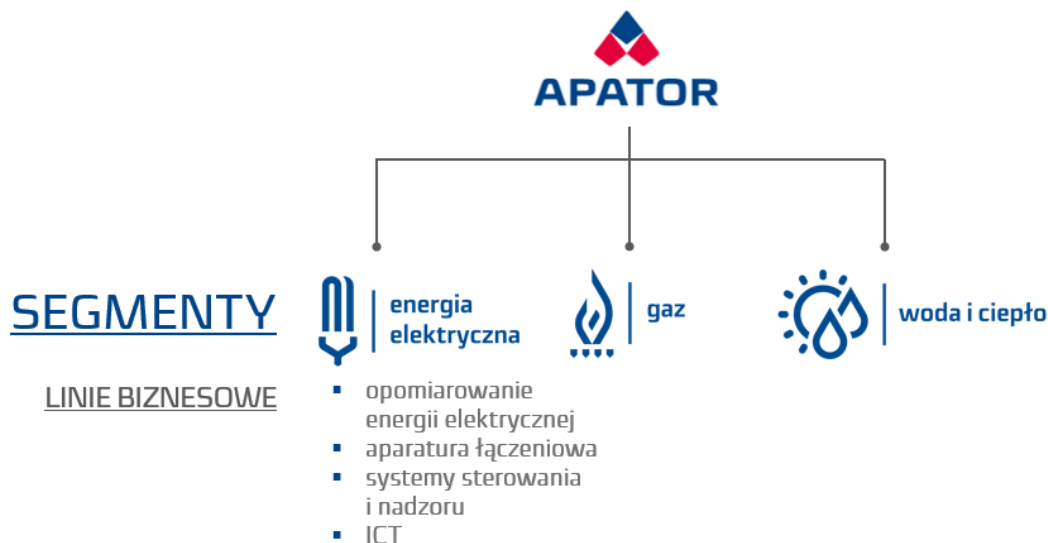 APATOR
SEGMENTY
energia
elektryczna
gaz
woda i ciepło
LINIE BIZNESOWE
▪ opomiarowanie
energii elektrycznej
▪ aparatura łączeniowa
▪ systemy sterowania
i nadzoru
▪ ICT